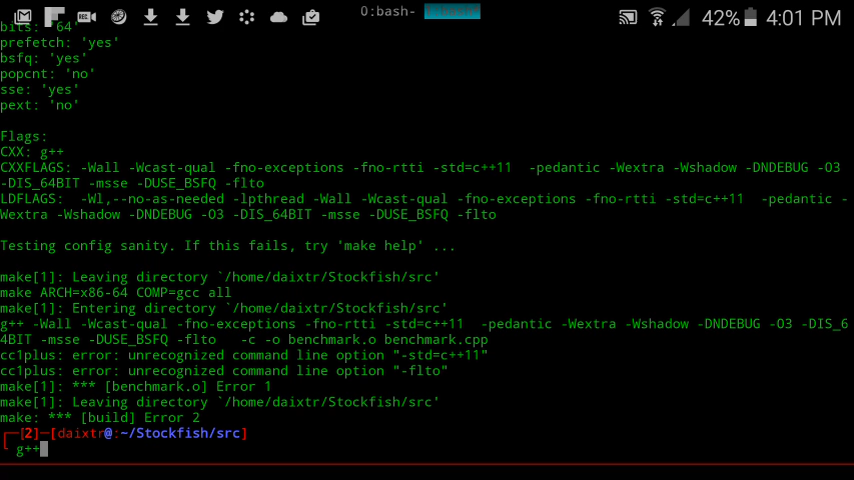 0:bash-
42% 4:01 PM
bits: '64'
prefetch: 'yes'
bsfq: 'yes'
popcnt: 'no'
sse: 'yes'
pext: 'no'
Flags:
CXX: g++
CXXFLAGS: -Wall -Wcast-qual -fno-exceptions -fno-rtti -std=c++11  -pedantic -Wextra -Wshadow -DNDEBUG -O3
-DIS_64BIT -msse -DUSE_BSFQ -flto
LDFLAGS:  -Wl,--no-as-needed -lpthread -Wall -Wcast-qual -fno-exceptions -fno-rtti -std=c++11  -pedantic -
Wextra -Wshadow -DNDEBUG -O3 -DIS_64BIT -msse -DUSE_BSFQ -flto
Testing config sanity. If this fails, try 'make help' ...
make[1]: Leaving directory `/home/daixtr/Stockfish/src'
make ARCH=x86-64 COMP=gcc all
make[1]: Entering directory `/home/daixtr/Stockfish/src'
g++ -Wall -Wcast-qual -fno-exceptions -fno-rtti -std=c++11  -pedantic -Wextra -Wshadow -DNDEBUG -O3 -DIS_6
4BIT -msse -DUSE_BSFQ -flto   -c -o benchmark.o benchmark.cpp
cc1plus: error: unrecognized command line option "-std=c++11"
cc1plus: error: unrecognized command line option "-flto"
make[1]: *** [benchmark.o] Error 1
make[1]: Leaving directory `/home/daixtr/Stockfish/src'
make: *** [build] Error 2
[2]─[daixtr@:~/Stockfish/src]
g++